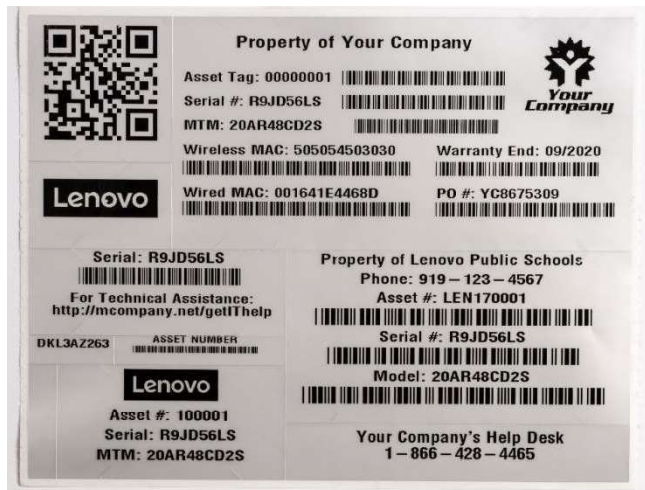 Property of Your Company
Asset Tag: 00000001
Serial #: R9JD56LS
MTM: 20AR48CD2S
Wireless MAC: 505054503030
Warranty End: 09/2020
Wired MAC: 001641E4468D
PO #: YC8675309
Your
Company
Lenovo
Serial: R9JD56LS
For Technical Assistance:
http://mcompany.net/getIThelp
DKL3AZ263
ASSET NUMBER
Lenovo
Asset #: 100001
Serial: R9JD56LS
MTM: 20AR48CD2S
Property of Lenovo Public Schools
Phone: 919 – 123 – 4567
Asset #: LEN170001
Serial #: R9JD56LS
Model: 20AR48CD2S
Your Company's Help Desk
1 – 866 – 428 – 4465